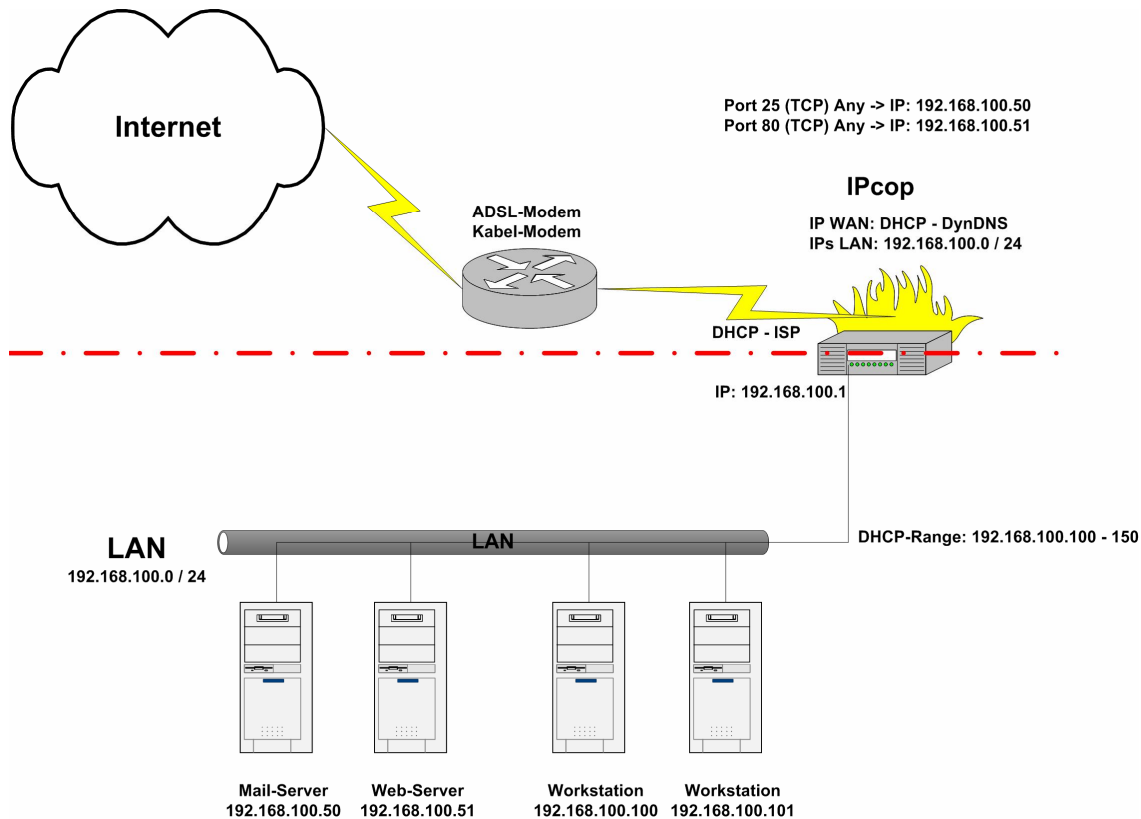 Port 25 (TCP) Any -> IP: 192.168.100.50
Port 80 (TCP) Any -> IP: 192.168.100.51
Internet
IPcop
IP WAN: DHCP - DynDNS
IPs LAN: 192.168.100.0 / 24
ADSL-Modem
Kabel-Modem
DHCP - ISP
IP: 192.168.100.1
LAN
192.168.100.0 / 24
LAN
DHCP-Range: 192.168.100.100 - 150
Mail-Server
192.168.100.50
Web-Server
192.168.100.51
Workstation
192.168.100.100
Workstation
192.168.100.101